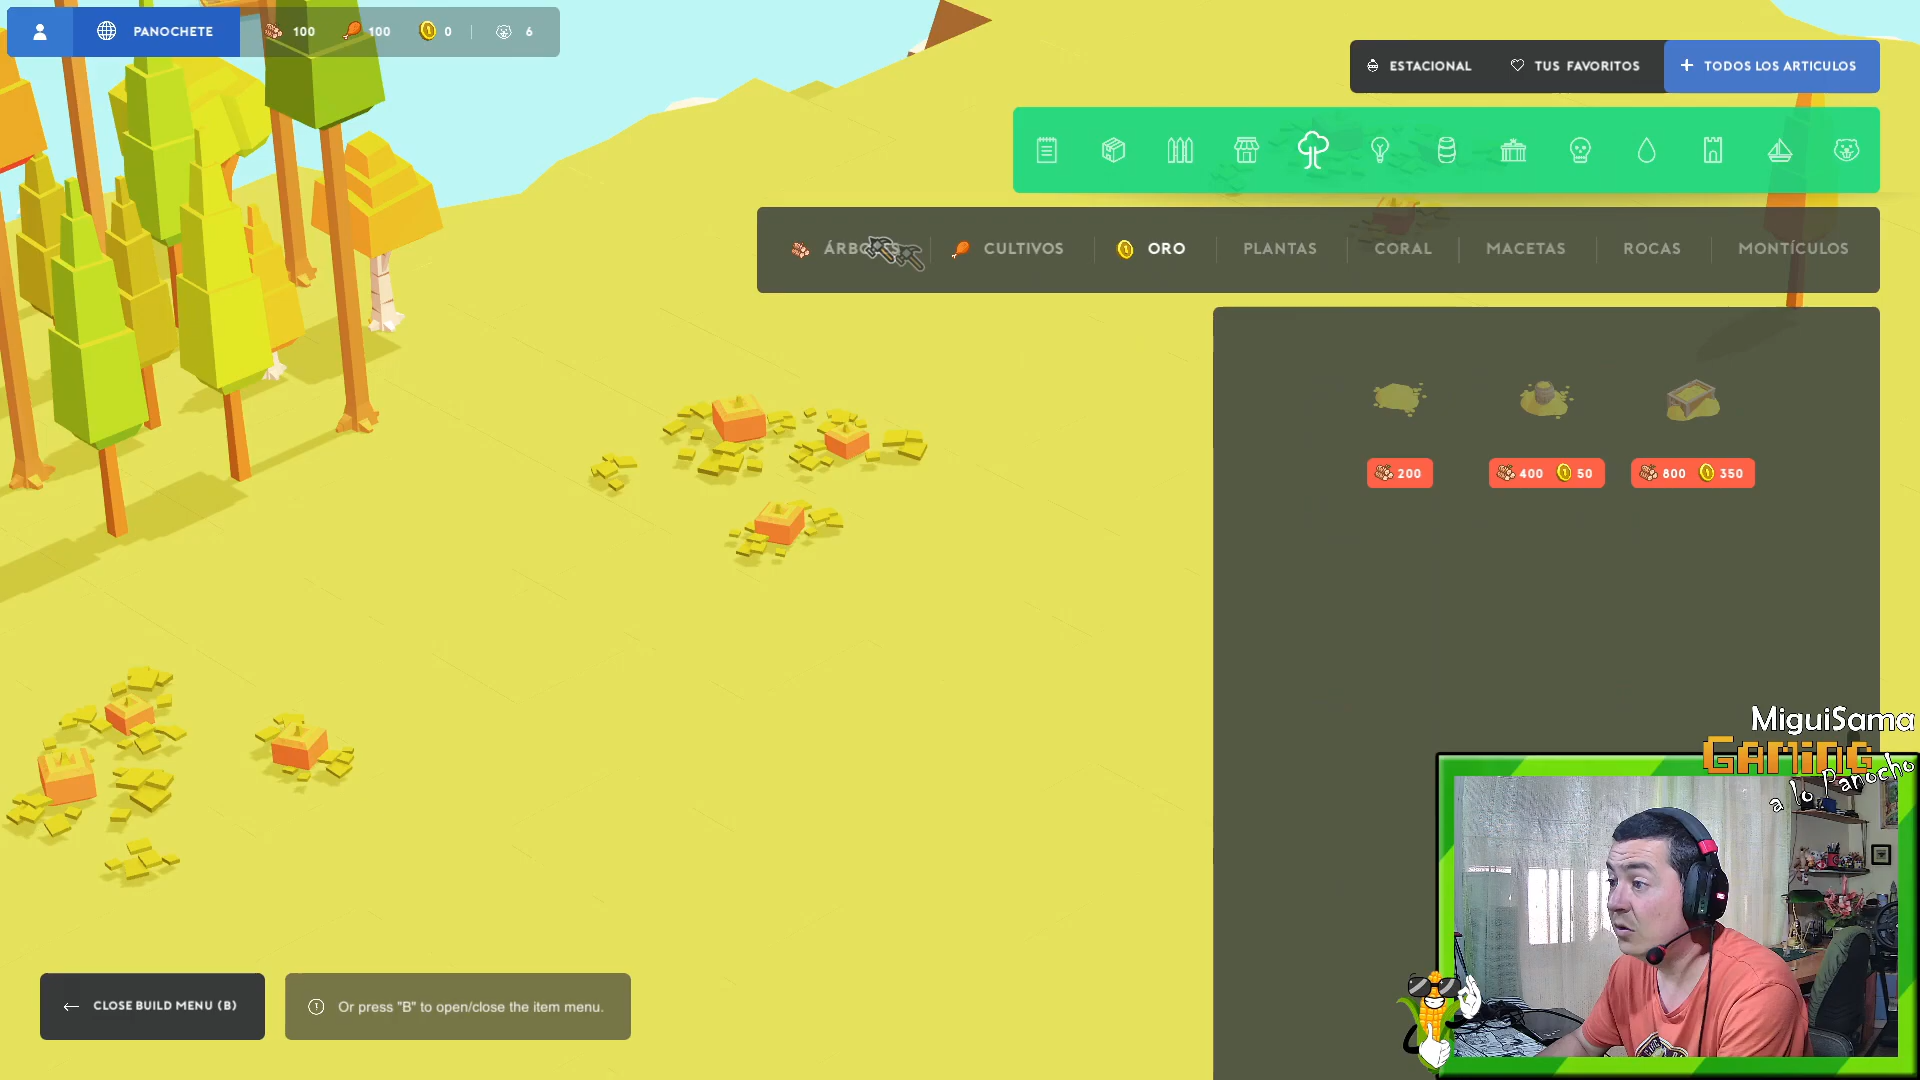 PANOCHETE 100 100 0 6
ESTACIONAL TUS FAVORITOS + TODOS LOS ARTICULOS
CULTIVOS ORO PLANTAS CORAL MACETAS ROCAS MONTÍCULOS
200 400 50 800 350
MiguiSama
GAMING
a lo Panocho
← CLOSE BUILD MENU (B)
Or press "B" to open/close the item menu.